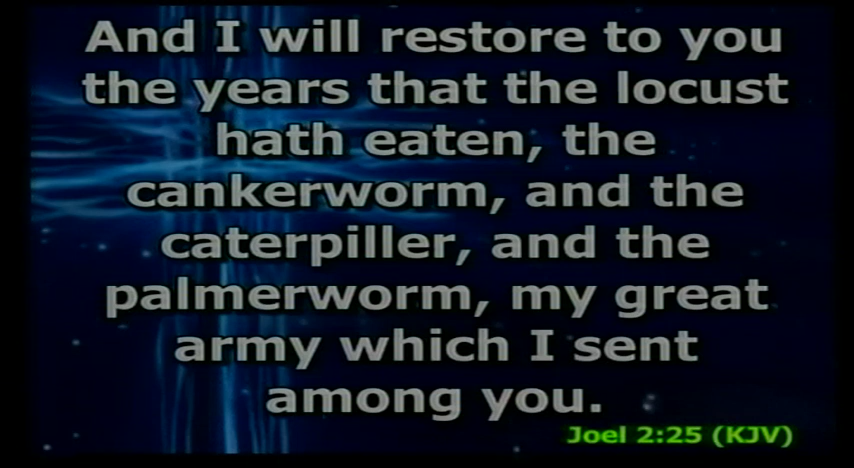 And I will restore to you
the years that the locust
hath eaten, the
cankerworm, and the
caterpiller, and the
palmerworm, my great
army which I sent
among you.
Joel 2:25 (KJV)